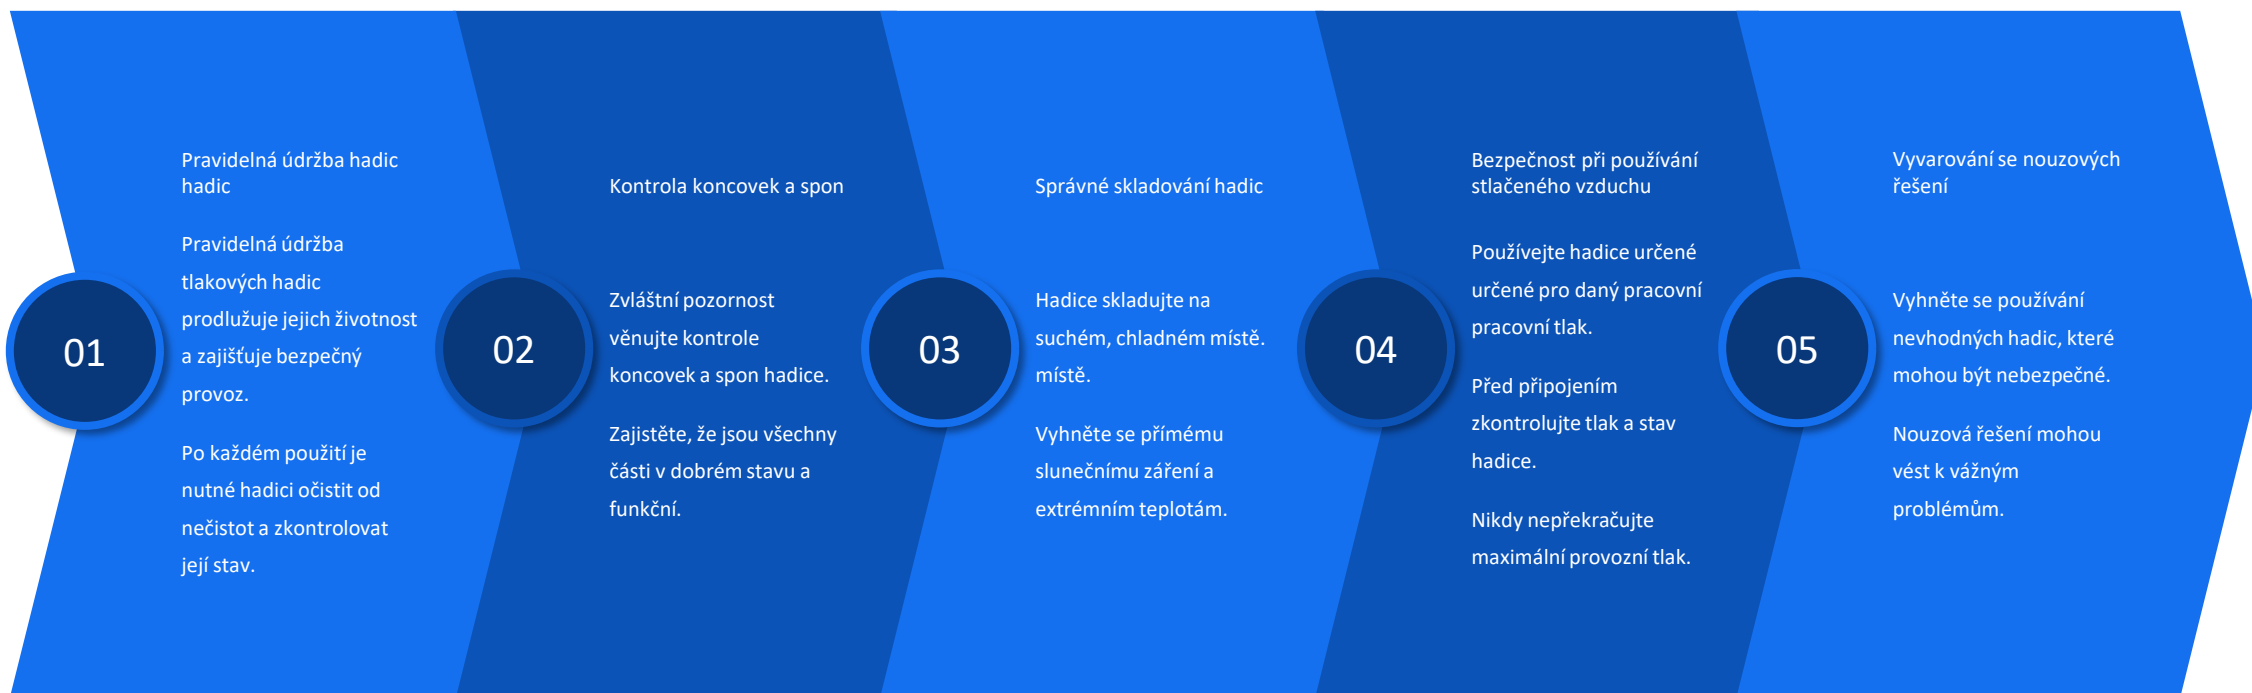 01
Pravidelná údržba hadic
hadic
Pravidelná údržba
tlakových hadic
prodlužuje jejich životnost
a zajišťuje bezpečný
provoz.
Po každém použití je
nutné hadici očistit od
nečistot a zkontrolovat
její stav.
02
Kontrola koncovek a spon
Zvláštní pozornost
věnujte kontrole
koncovek a spon hadice.
Zajistěte, že jsou všechny
části v dobrém stavu a
funkční.
03
Správné skladování hadic
Hadice skladujte na
suchém, chladném místě.
místě.
Vyhněte se přímému
slunečnímu záření a
extrémním teplotám.
04
Bezpečnost při používání
stlačeného vzduchu
Používejte hadice určené
určené pro daný pracovní
pracovní tlak.
Před připojením
zkontrolujte tlak a stav
hadice.
Nikdy nepřekračujte
maximální provozní tlak.
05
Vyvarování se nouzových
řešení
Vyhněte se používání
nevhodných hadic, které
mohou být nebezpečné.
Nouzová řešení mohou
vést k vážným
problémům.